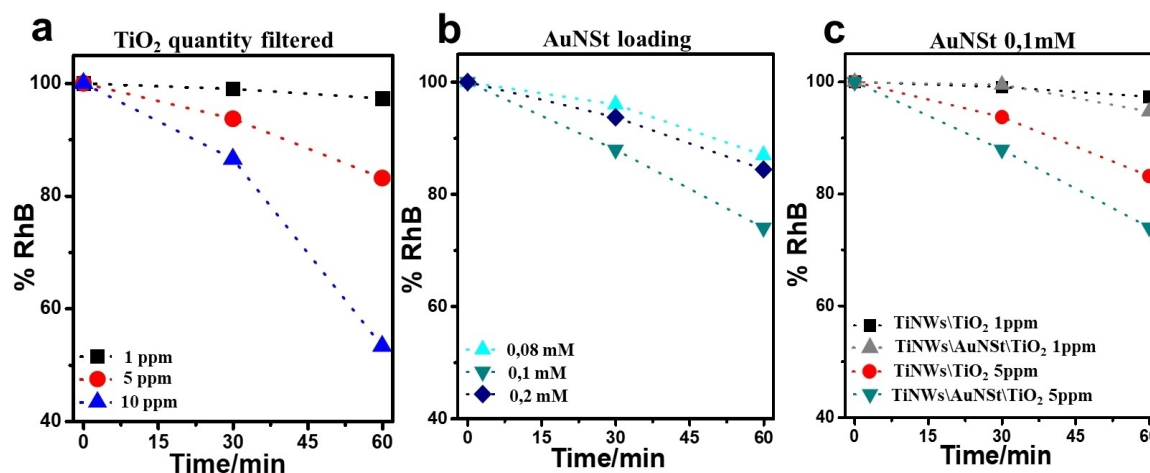 a
TiO₂ quantity filtered
% RhB
100
80
60
40
1 ppm
5 ppm
10 ppm
0 15 30 45 60
Time/min
b
AuNSt loading
% RhB
100
80
60
40
0,08 mM
0,1 mM
0,2 mM
0 15 30 45 60
Time/min
c
AuNSt 0,1mM
% RhB
100
80
60
40
TiNWs\TiO₂ 1ppm
TiNWs\AuNSt\TiO₂ 1ppm
TiNWs\TiO₂ 5ppm
TiNWs\AuNSt\TiO₂ 5ppm
0 15 30 45 60
Time/min